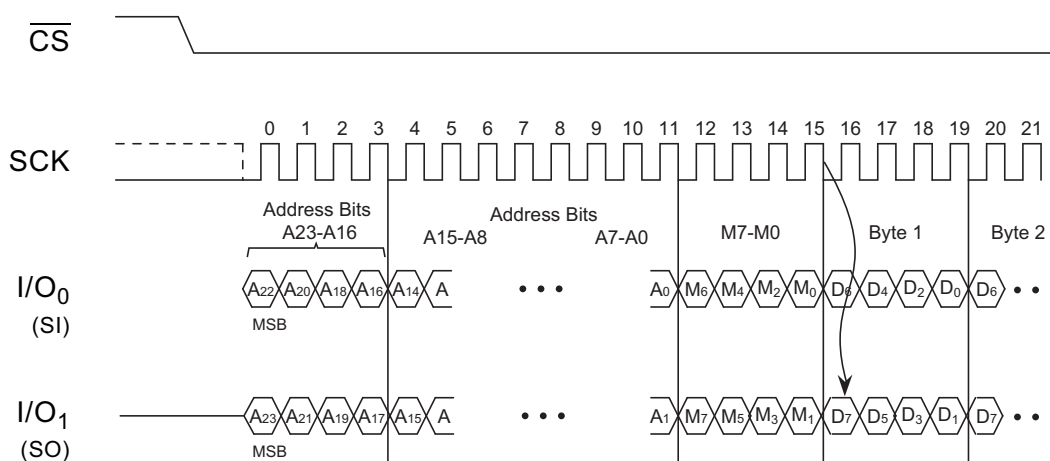 CS
0 1 2 3 4 5 6 7 8 9 10 11 12 13 14 15 16 17 18 19 20 21
SCK
Address Bits
A23-A16
Address Bits
A15-A8 A7-A0 M7-M0 Byte 1 Byte 2
I/O0 A22 A20 A18 A16 A14 A • • • A0 M6 M4 M2 M0 D6 D4 D2 D0 D6 • •
(SI)
MSB
I/O1 A23 A21 A19 A17 A15 A • • • A1 M7 M5 M3 M1 D7 D5 D3 D1 D7 • •
(SO)
MSB